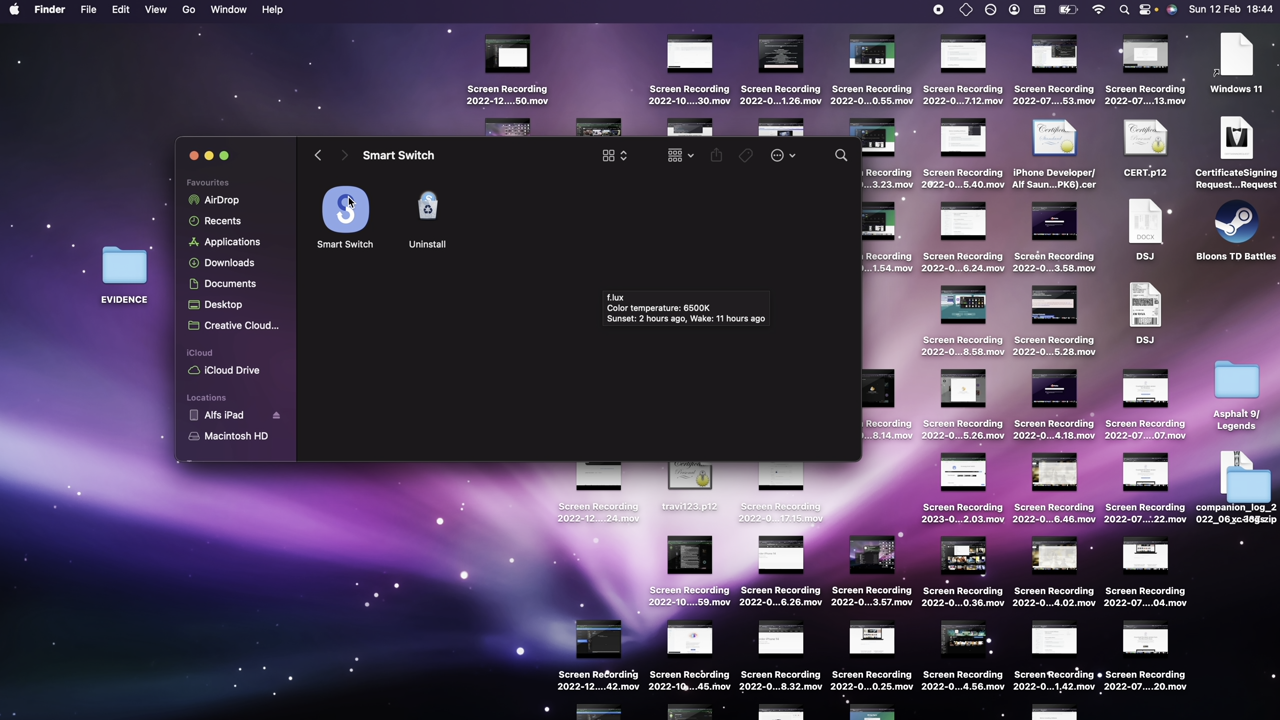 Finder File Edit View Go Window Help
Sun 12 Feb 18:44
Screen Recording
2022-12....50.mov
Screen Recording
2022-10....30.mov
Screen Recording
2022-0...1.26.mov
Screen Recording
2022-0...0.55.mov
Screen Recording
2022-0...7.12.mov
Screen Recording
2022-07....53.mov
Screen Recording
2022-07....13.mov
Windows 11
Smart Switch
Favourites
AirDrop
Recents
Applications
Downloads
Documents
Desktop
Creative Cloud...
iCloud
iCloud Drive
Locations
Alfs iPad
Macintosh HD
Smart Switch
Uninstall
f.lux
Color temperature: 6500K
Sunset: 2 hours ago, Wake: 11 hours ago
EVIDENCE
Recording
...3.23.mov
Screen Recording
2022-0...5.40.mov
iPhone Developer/
Alf Saun...PK6).cer
CERT.p12
CertificateSigning
Request...Request
Recording
...1.54.mov
Screen Recording
2022-0...6.24.mov
Screen Recording
2022-0...3.58.mov
DOCX
DSJ
Bloons TD Battles
Screen Recording
2022-0...8.58.mov
Screen Recording
2022-0...5.28.mov
DSJ
Recording
...8.14.mov
Screen Recording
2022-0...5.26.mov
Screen Recording
2022-0...4.18.mov
Screen Recording
2022-07....07.mov
Asphalt 9/
Legends
Screen Recording
2022-12....24.mov
travi123.p12
Screen Recording
2022-0...17.15.mov
Screen Recording
2023-0...2.03.mov
Screen Recording
2022-0...6.46.mov
Screen Recording
2022-07....22.mov
companion_log_2
Screen Recording
2022-10....59.mov
Screen Recording
2022-0...6.26.mov
Screen Recording
2022-0...3.57.mov
Screen Recording
2022-0...0.36.mov
Screen Recording
2022-0...4.02.mov
Screen Recording
2022-07....04.mov
Screen Recording
2022-12....42.mov
Screen Recording
2022-10....45.mov
Screen Recording
2022-0...8.32.mov
Screen Recording
2022-0...0.25.mov
Screen Recording
2022-0...4.56.mov
Screen Recording
2022-0...1.42.mov
Screen Recording
2022-07....20.mov